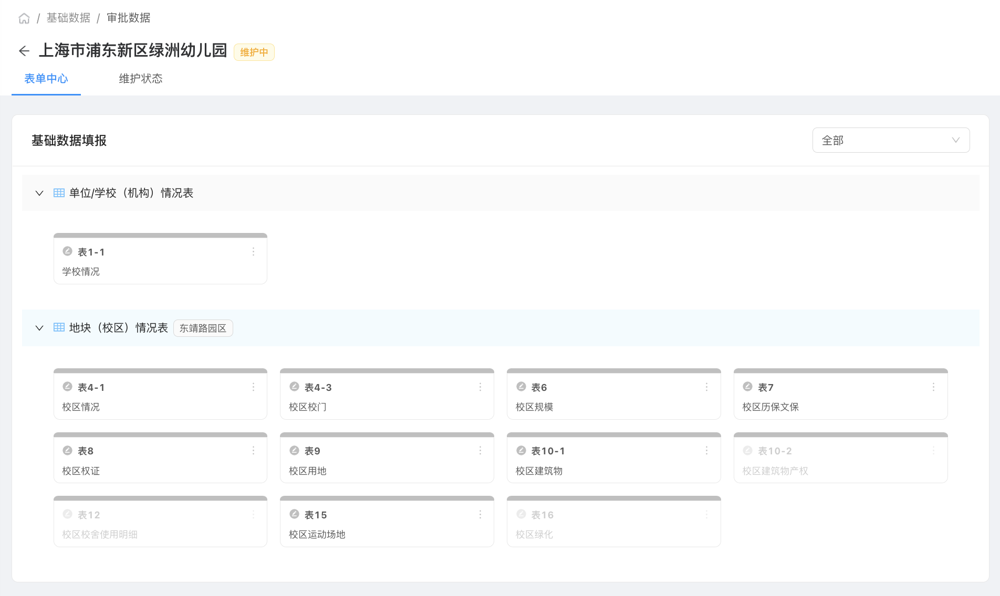 / 基础数据 / 审批数据
上海市浦东新区绿洲幼儿园 维护中
表单中心 维护状态
基础数据填报 全部
单位/学校（机构）情况表
表1-1
学校情况
地块（校区）情况表 东靖路园区
表4-1 表4-3 表6 表7
校区情况 校区校门 校区规模 校区历保文保
表8 表9 表10-1 表10-2
校区权证 校区用地 校区建筑物 校区建筑物产权
表12 表15 表16
校区校舍使用明细 校区运动场地 校区绿化